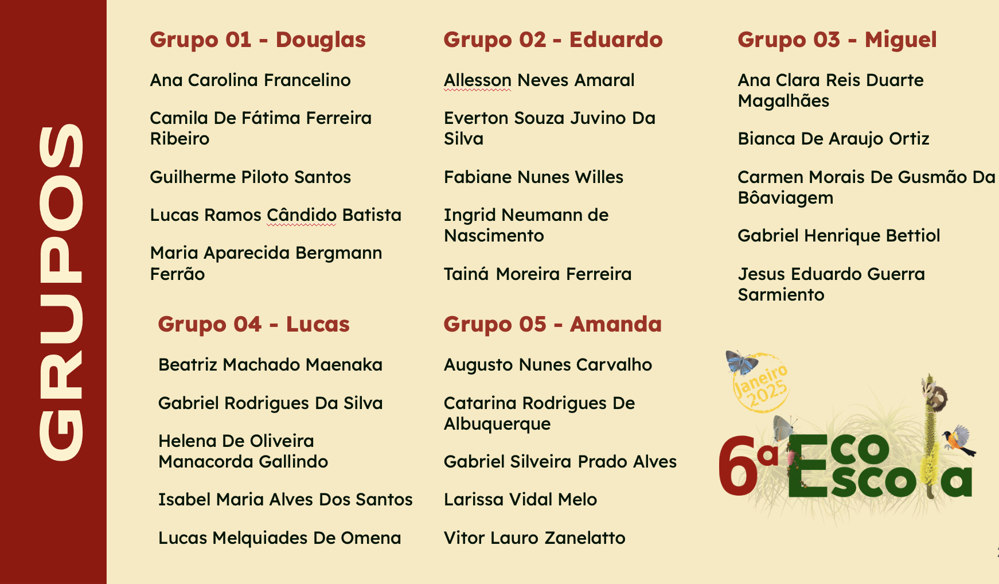 GRUPOS
Grupo 01 - Douglas
Ana Carolina Francelino
Camila De Fátima Ferreira
Ribeiro
Guilherme Piloto Santos
Lucas Ramos Cândido Batista
Maria Aparecida Bergmann
Ferrão
Grupo 02 - Eduardo
Allesson Neves Amaral
Everton Souza Juvino Da
Silva
Fabiane Nunes Willes
Ingrid Neumann de
Nascimento
Tainá Moreira Ferreira
Grupo 03 - Miguel
Ana Clara Reis Duarte
Magalhães
Bianca De Araujo Ortiz
Carmen Morais De Gusmão Da
Bôaviagem
Gabriel Henrique Bettiol
Jesus Eduardo Guerra
Sarmiento
Grupo 04 - Lucas
Beatriz Machado Maenaka
Gabriel Rodrigues Da Silva
Helena De Oliveira
Manacorda Gallindo
Isabel Maria Alves Dos Santos
Lucas Melquiades De Omena
Grupo 05 - Amanda
Augusto Nunes Carvalho
Catarina Rodrigues De
Albuquerque
Gabriel Silveira Prado Alves
Larissa Vidal Melo
Vitor Lauro Zanelatto
Janeiro
2025
6ª Eco
Escola